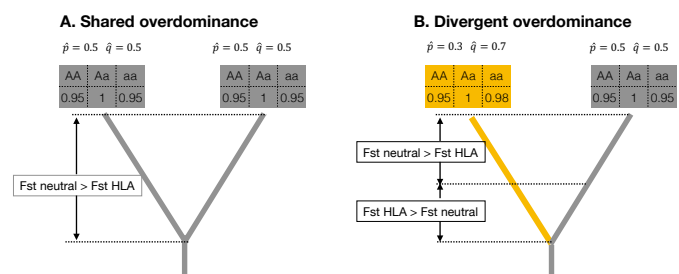 A. Shared overdominance
p̂ = 0.5 q̂ = 0.5
p̂ = 0.5 q̂ = 0.5
AA Aa aa
0.95 1 0.95
AA Aa aa
0.95 1 0.95
Fst neutral > Fst HLA
B. Divergent overdominance
p̂ = 0.3 q̂ = 0.7
p̂ = 0.5 q̂ = 0.5
AA Aa aa
0.95 1 0.98
AA Aa aa
0.95 1 0.95
Fst neutral > Fst HLA
Fst HLA > Fst neutral